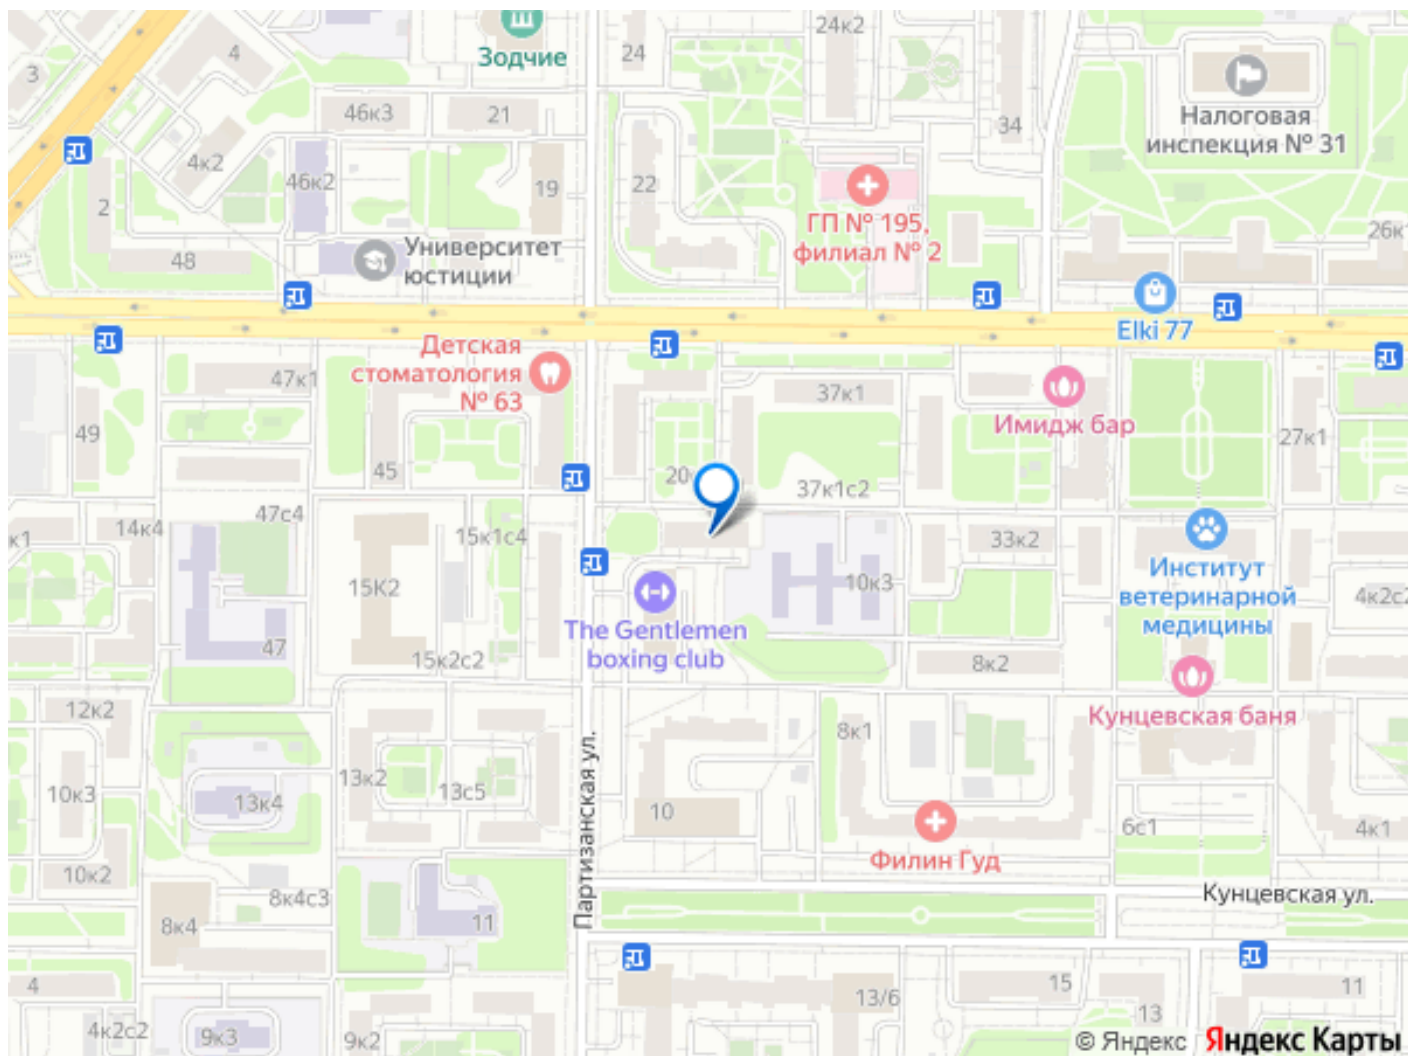 Зодчие
24
24к2
3
4
46к3
21
34
Налоговая
инспекция № 31
4к2
46к2
19
22
ГП № 195,
филиал № 2
2
48
Университет
юстиции
26к1
Elki 77
Детская
стоматология
№ 63
47к1
37к1
Имидж бар
49
45
20
27к1
37к1с2
47с4
14к4
к1
15к1с4
33к2
15К2
10к3
Институт
ветеринарной
медицины
4к2с2
The Gentlemen
boxing club
47
15к2с2
8к2
12к2
Кунцевская баня
8к1
Партизанская ул.
10к3
13к4
13к2
13с5
10
6с1
4к1
Филин Гуд
10к2
8к4с3
8к4
11
Кунцевская ул.
4
13/6
15
11
13
4к2с2
9к3
9к2
© Яндекс Яндекс Карты